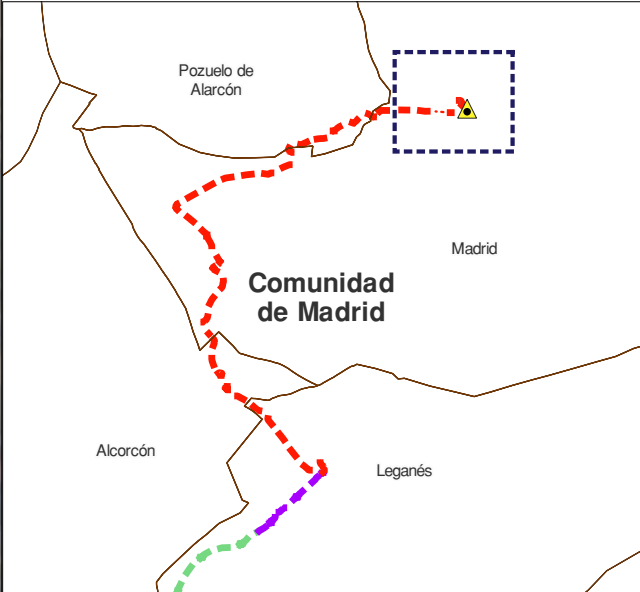 Pozuelo de
Alarcón
Madrid
Comunidad
de Madrid
Alcorcón
Leganés